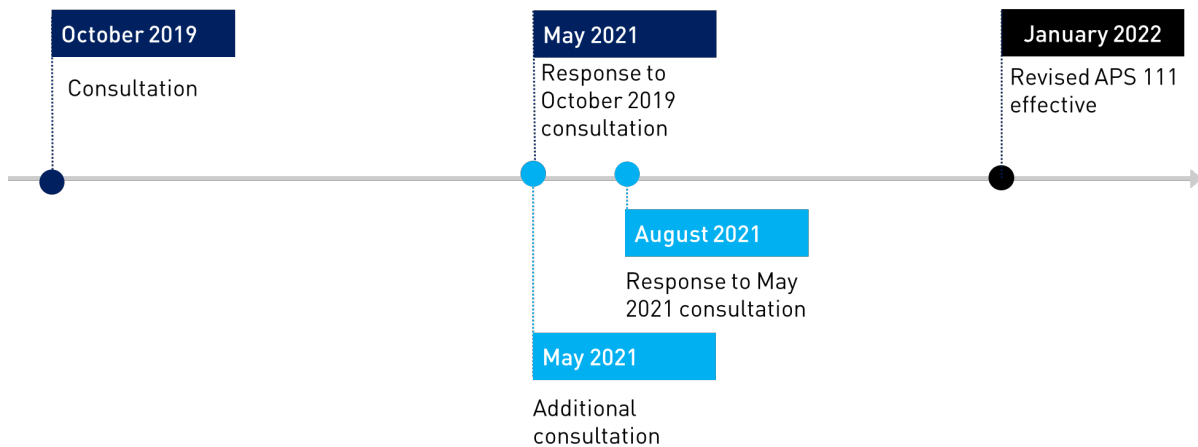 October 2019
Consultation
May 2021
Response to
October 2019
consultation
January 2022
Revised APS 111
effective
August 2021
Response to May
2021 consultation
May 2021
Additional
consultation